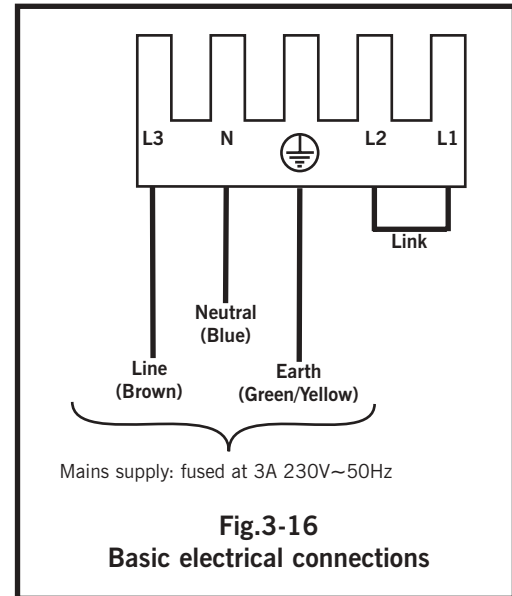 L3 N L2 L1
Link
Neutral
(Blue)
Line
(Brown)
Earth
(Green/Yellow)
Mains supply: fused at 3A 230V~50Hz
Fig.3-16
Basic electrical connections